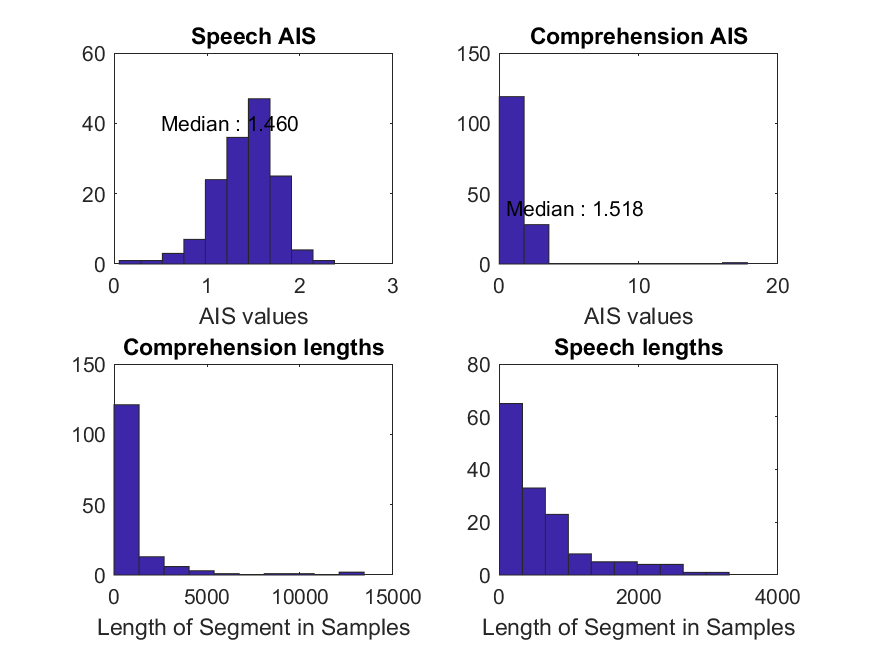 Speech AIS
60
40
20
0
Median : 1.460
0 1 2 3
AIS values
Comprehension AIS
150
100
50
0
Median : 1.518
0 10 20
AIS values
Comprehension lengths
150
100
50
0
0 5000 10000 15000
Length of Segment in Samples
Speech lengths
80
60
40
20
0
0 2000 4000
Length of Segment in Samples